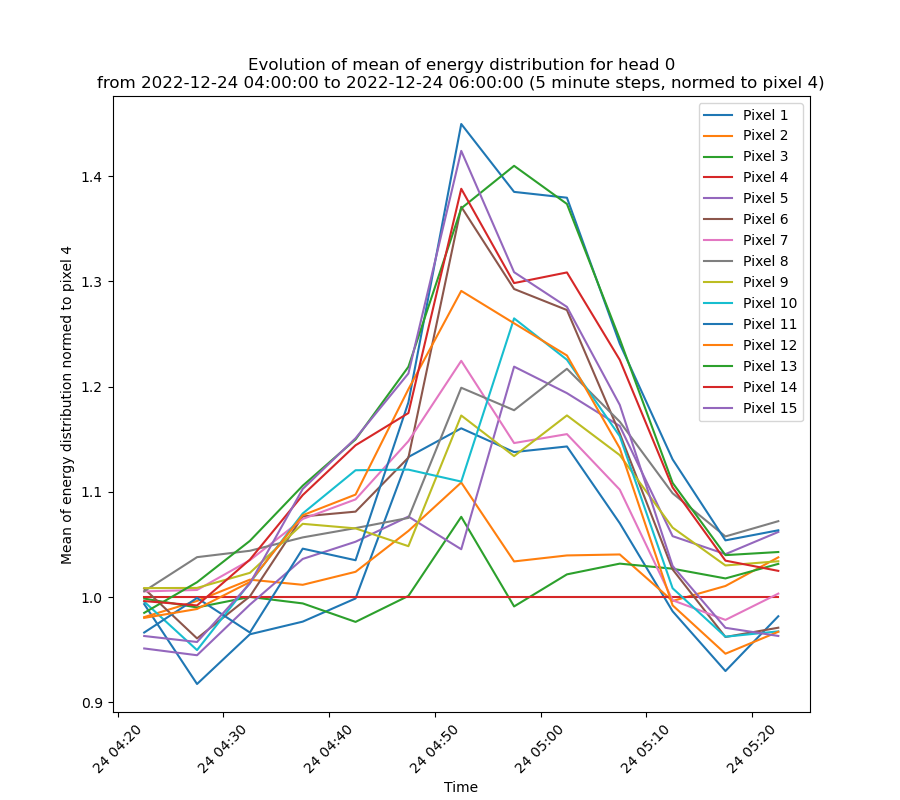 Evolution of mean of energy distribution for head 0
from 2022-12-24 04:00:00 to 2022-12-24 06:00:00 (5 minute steps, normed to pixel 4)
Mean of energy distribution normed to pixel 4
1.4
1.3
1.2
1.1
1.0
0.9
Pixel 1
Pixel 2
Pixel 3
Pixel 4
Pixel 5
Pixel 6
Pixel 7
Pixel 8
Pixel 9
Pixel 10
Pixel 11
Pixel 12
Pixel 13
Pixel 14
Pixel 15
24 04:20
24 04:30
24 04:40
24 04:50
24 05:00
24 05:10
24 05:20
Time